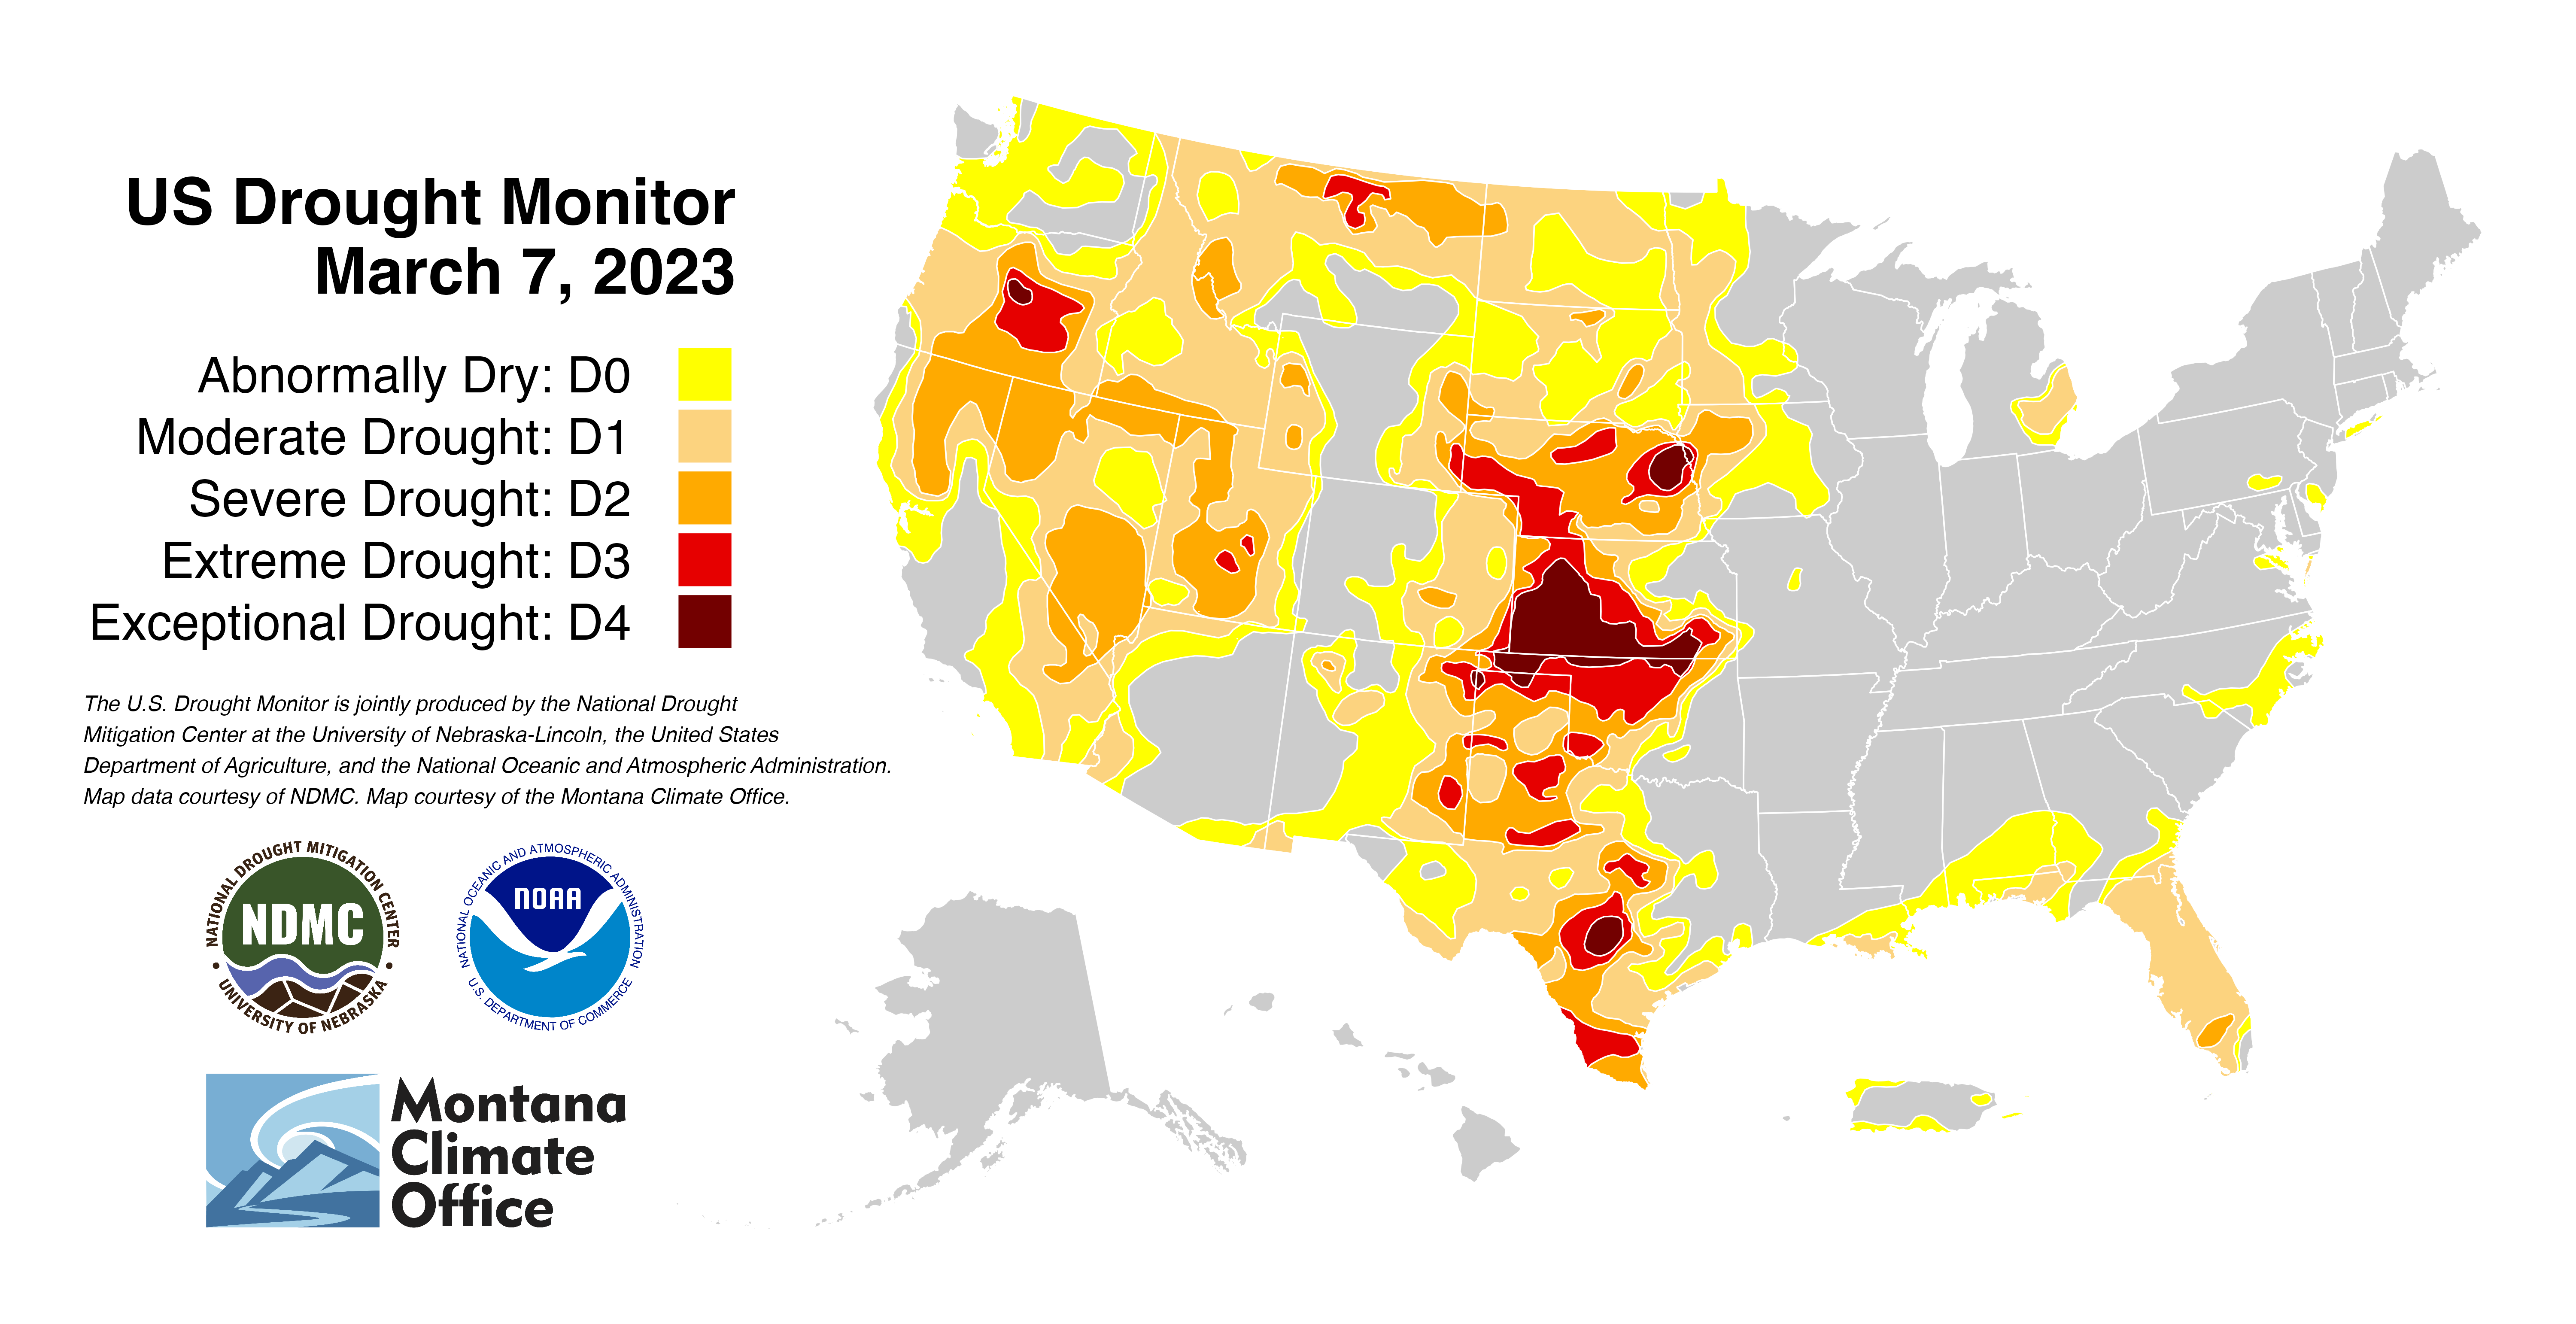 US Drought Monitor
March 7, 2023
Abnormally Dry: D0
Moderate Drought: D1
Severe Drought: D2
Extreme Drought: D3
Exceptional Drought: D4
The U.S. Drought Monitor is jointly produced by the National Drought
Mitigation Center at the University of Nebraska-Lincoln, the United States
Department of Agriculture, and the National Oceanic and Atmospheric Administration.
Map data courtesy of NDMC. Map courtesy of the Montana Climate Office.
NATIONAL DROUGHT MITIGATION CENTER
NDMC
• UNIVERSITY OF NEBRASKA •
NATIONAL OCEANIC AND ATMOSPHERIC ADMINISTRATION
NOAA
U.S. DEPARTMENT OF COMMERCE
Montana
Climate
Office